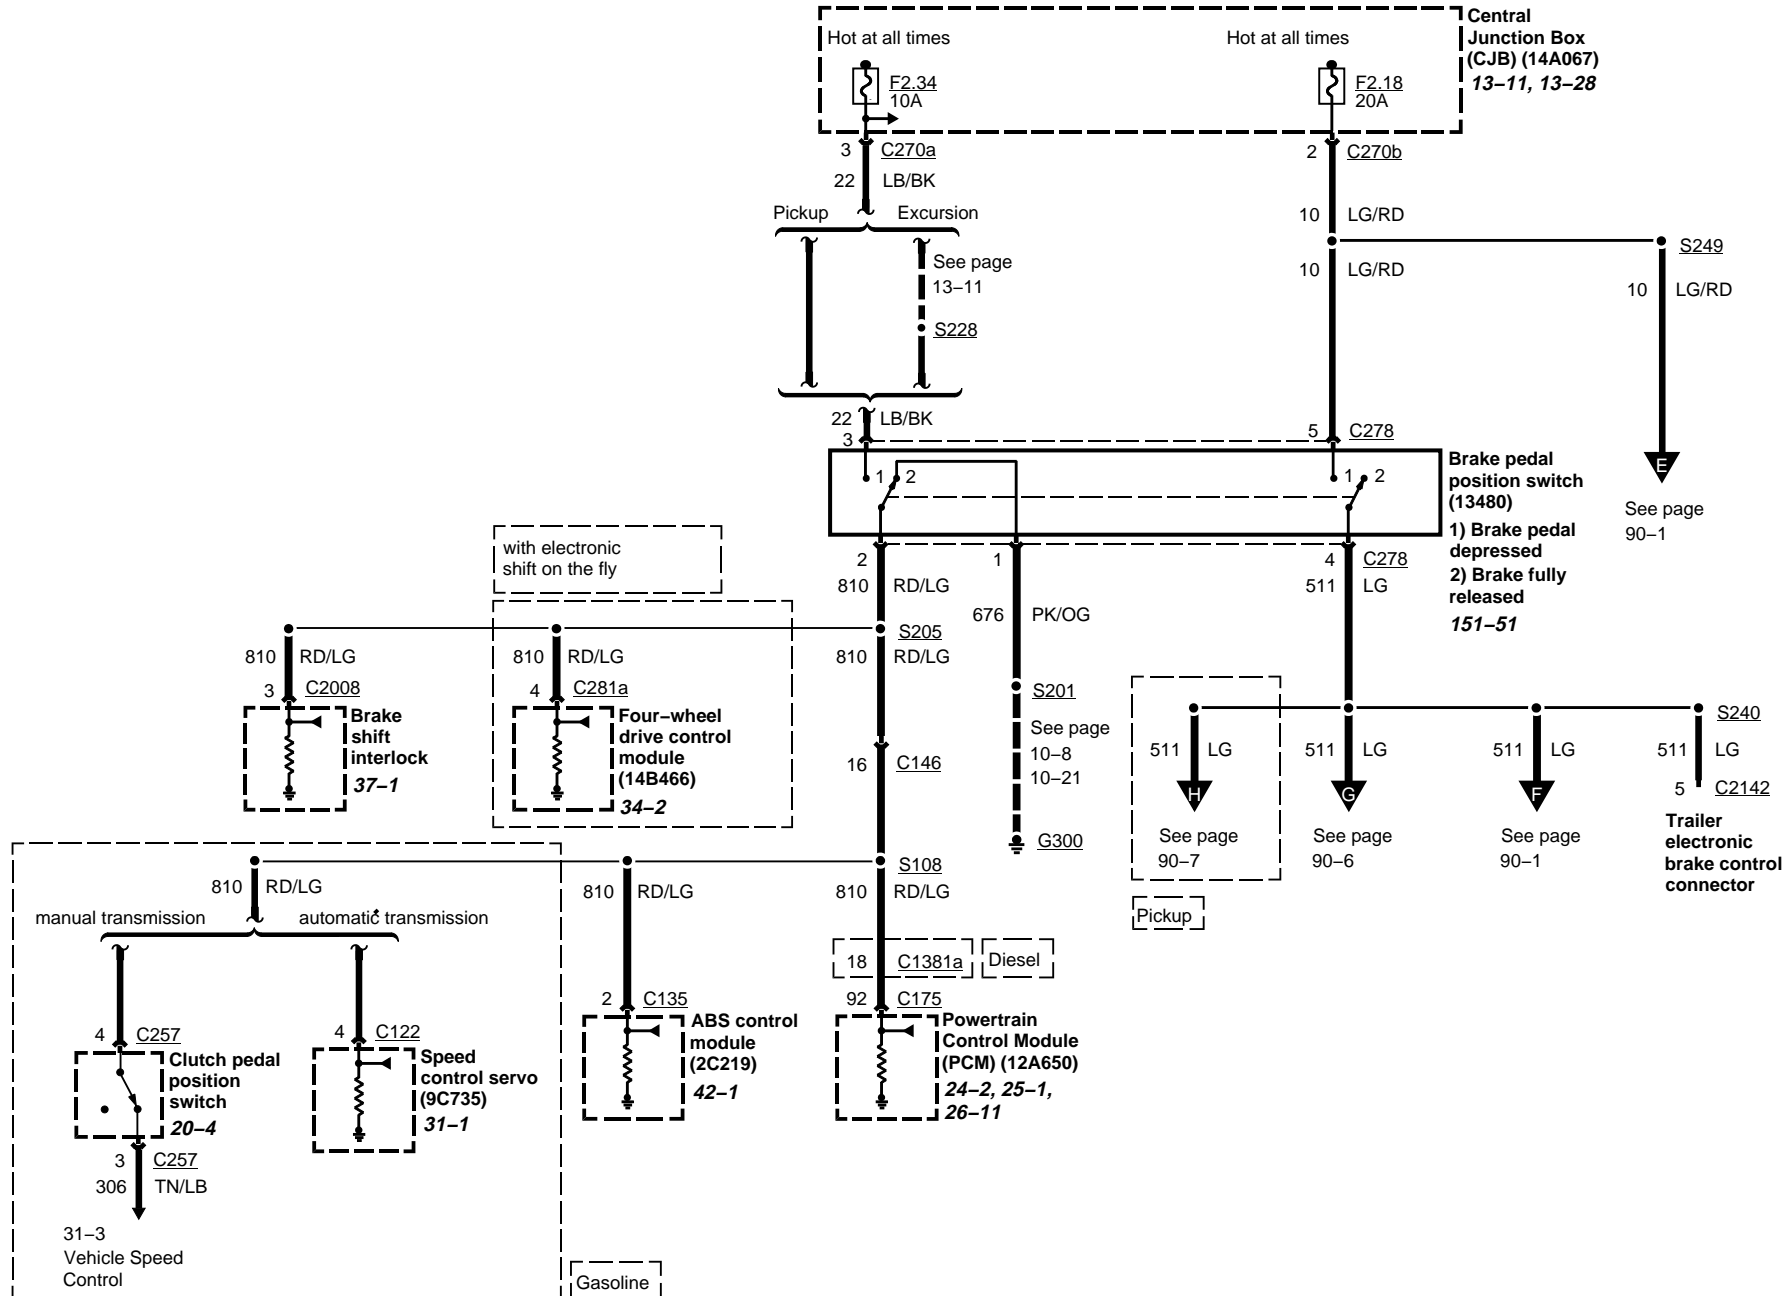 Central
Junction Box
(CJB) (14A067)
13–11, 13–28
Hot at all times
Hot at all times
F2.34
10A
F2.18
20A
3 C270a
2 C270b
22 LB/BK
Pickup
Excursion
10 LG/RD
See page
13–11
10 LG/RD
S249
10 LG/RD
S228
22 LB/BK
3
5 C278
1 2
1 2
Brake pedal
position switch
(13480)
1) Brake pedal
depressed
2) Brake fully
released
151–51
E
See page
90–1
with electronic
shift on the fly
2
1
4 C278
810 RD/LG
676 PK/OG
511 LG
S205
810 RD/LG
810 RD/LG
810 RD/LG
3 C2008
4 C281a
Brake
shift
interlock
37–1
Four–wheel
drive control
module
(14B466)
34–2
16 C146
S201
See page
10–8
10–21
G300
S240
511 LG
511 LG
511 LG
511 LG
H
G
F
5 C2142
See page
90–7
See page
90–6
See page
90–1
Trailer
electronic
brake control
connector
Pickup
S108
810 RD/LG
810 RD/LG
810 RD/LG
manual transmission
automatic transmission
18 C1381a
Diesel
4 C257
4 C122
2 C135
92 C175
Clutch pedal
position
switch
20–4
Speed
control servo
(9C735)
31–1
ABS control
module
(2C219)
42–1
Powertrain
Control Module
(PCM) (12A650)
24–2, 25–1,
26–11
3 C257
306 TN/LB
31–3
Vehicle Speed
Control
Gasoline